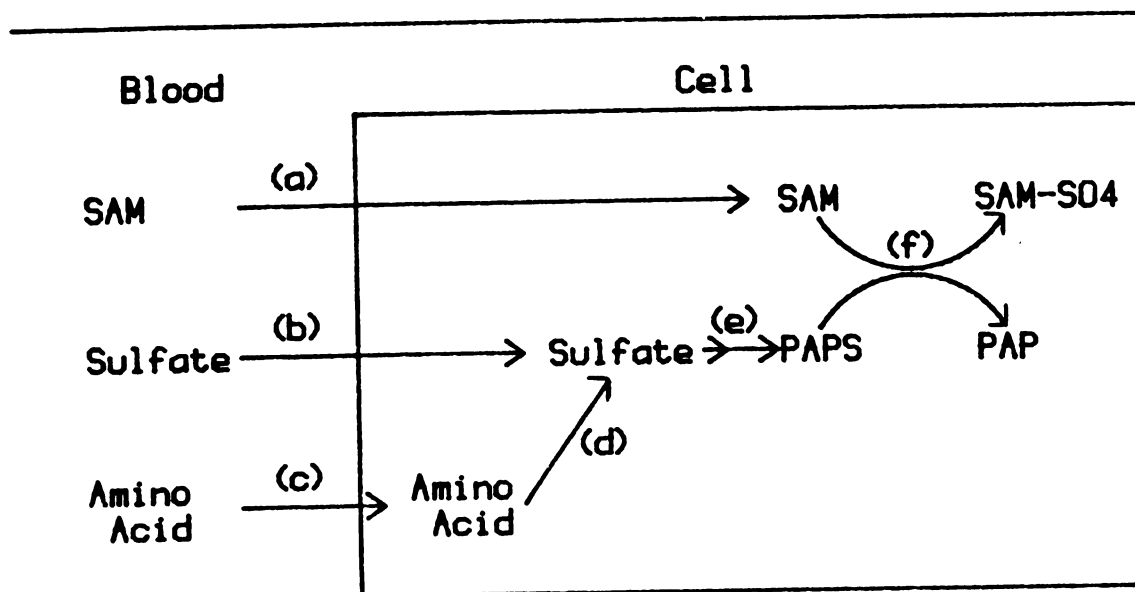 Blood Cell
(a)
SAM SAM SAM-SO4
(f)
(b) (e)
Sulfate Sulfate PAPS PAP
(d)
(c)
Amino Amino
Acid Acid